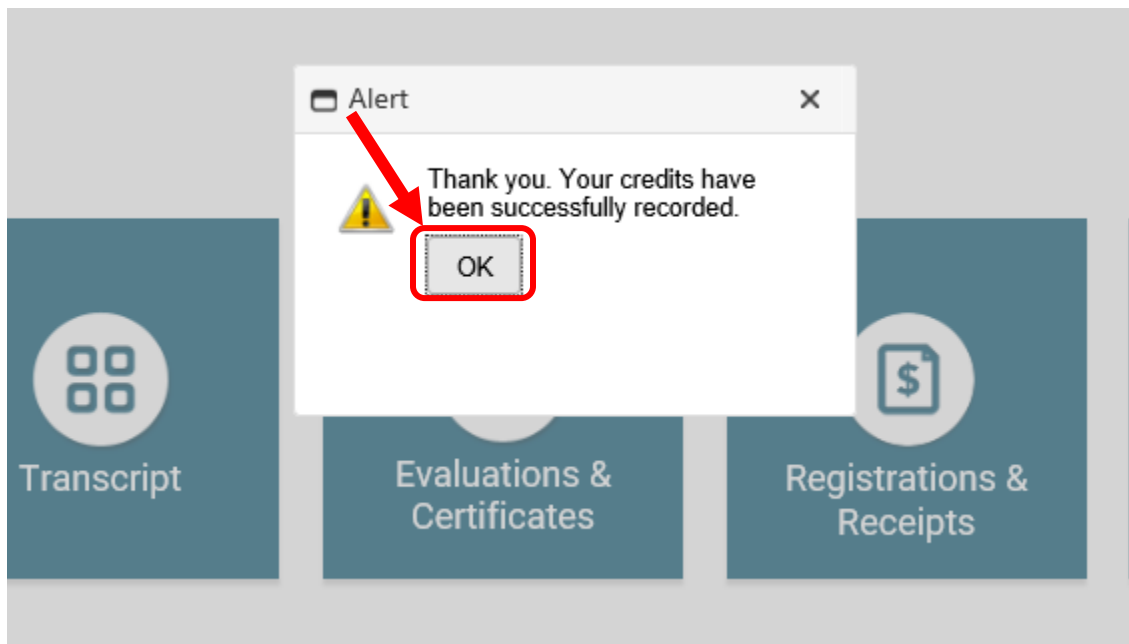 Alert
Thank you. Your credits have
been successfully recorded.
OK
$
Transcript
Evaluations &
Certificates
Registrations &
Receipts